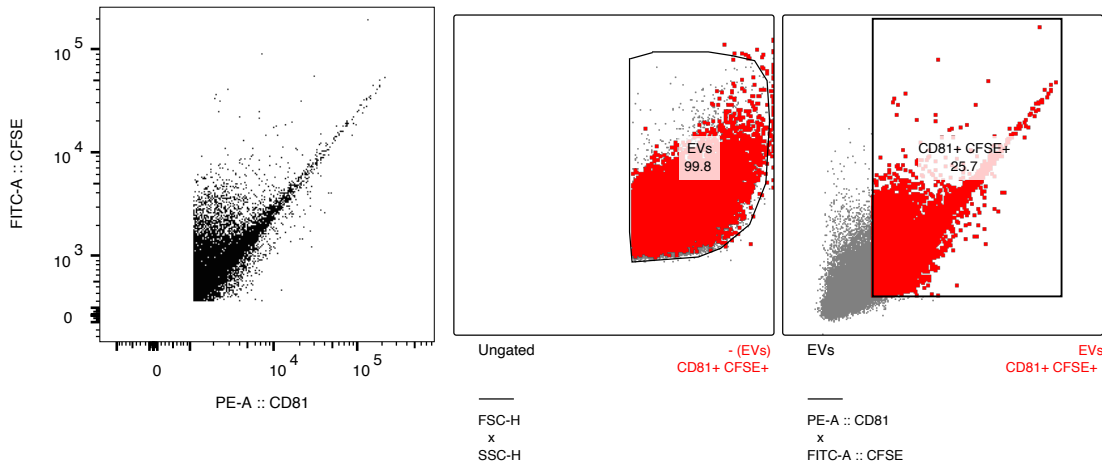 10^5
10^4
10^3
0
FITC-A :: CFSE
0
10^4
10^5
PE-A :: CD81
EVs
99.8
Ungated
- (EVs)
CD81+ CFSE+
FSC-H
x
SSC-H
CD81+ CFSE+
25.7
EVs
EVs
CD81+ CFSE+
PE-A :: CD81
x
FITC-A :: CFSE